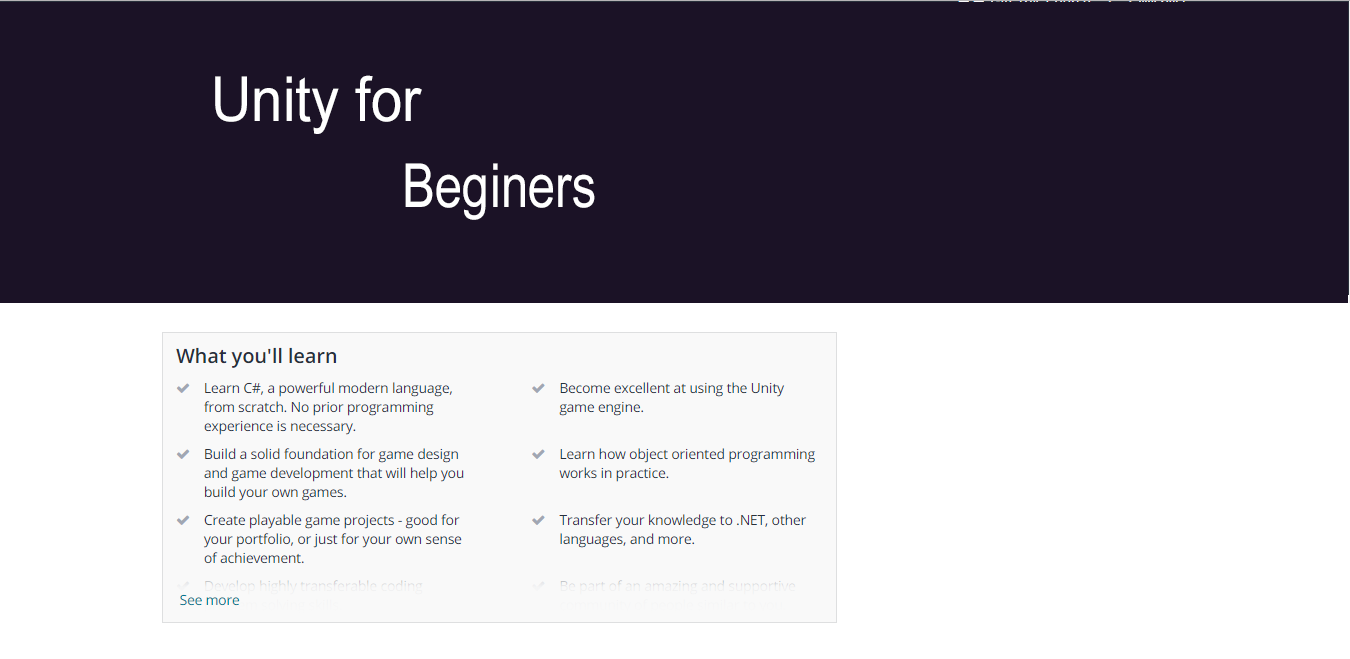 Unity for
Beginers
What you'll learn
Learn C#, a powerful modern language,
from scratch. No prior programming
experience is necessary.
Become excellent at using the Unity
game engine.
Build a solid foundation for game design
and game development that will help you
build your own games.
Learn how object oriented programming
works in practice.
Create playable game projects - good for
your portfolio, or just for your own sense
of achievement.
Transfer your knowledge to .NET, other
languages, and more.
Develop highly transferable coding
Be part of an amazing and supportive
See more